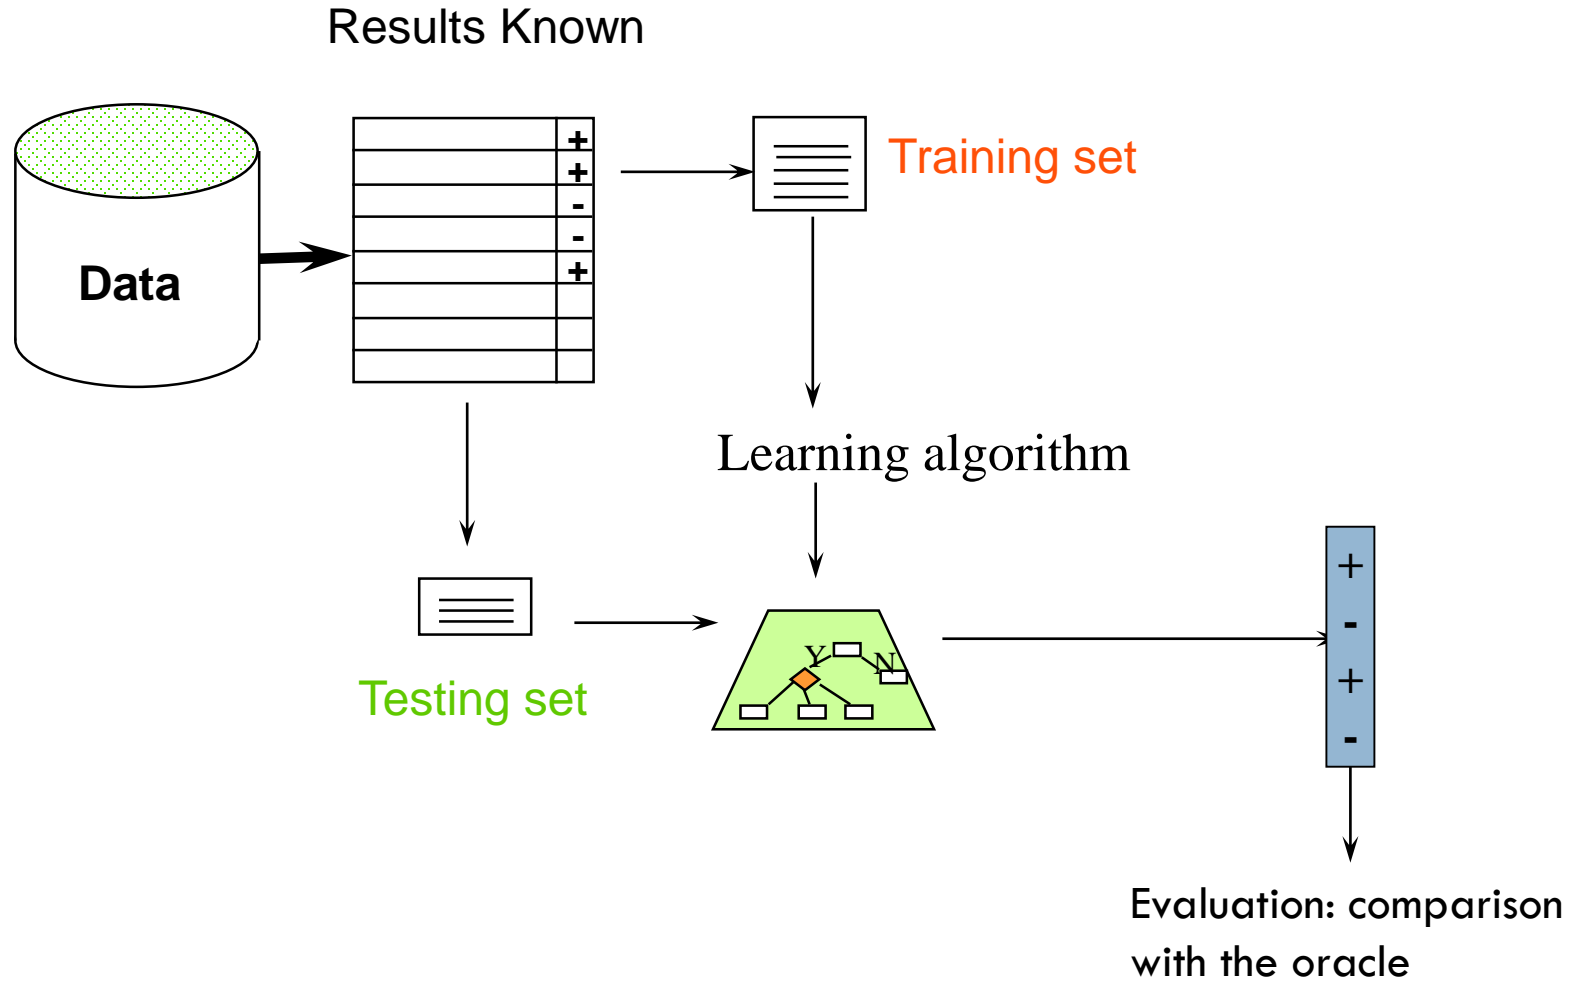 Results Known
+
+
-
-
+
Training set
Data
Learning algorithm
Testing set
Y
N
+
-
+
-
Evaluation: comparison
with the oracle